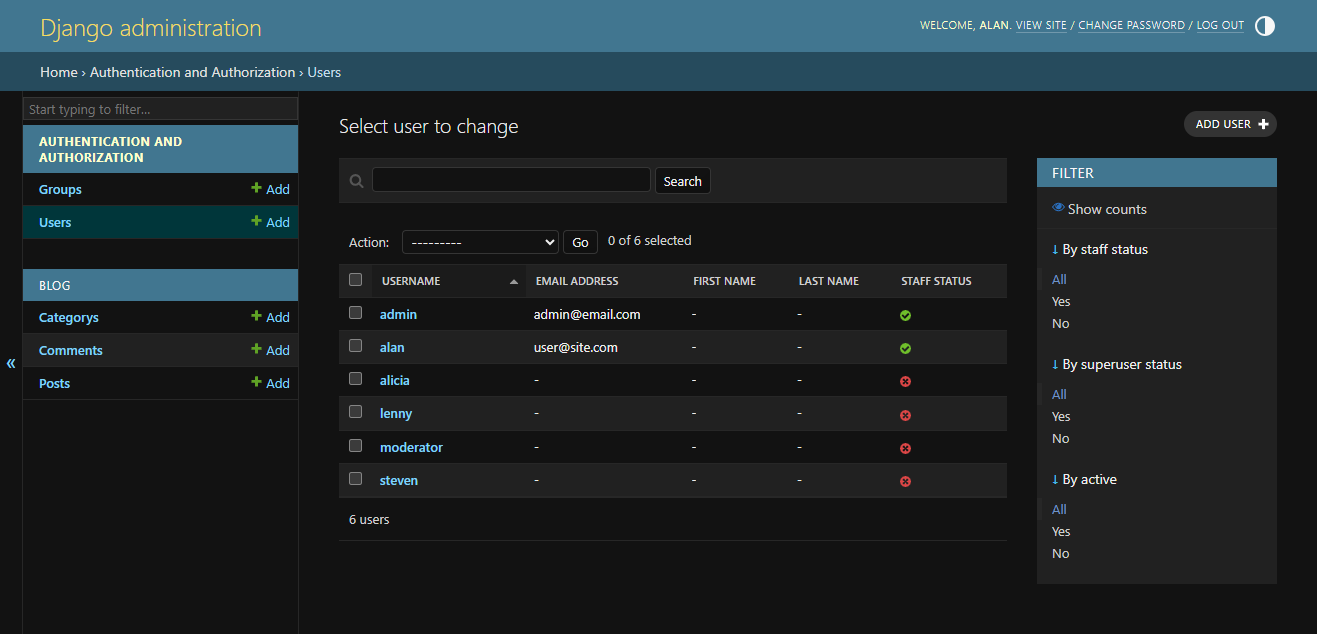 Django administration
WELCOME, ALAN. VIEW SITE / CHANGE PASSWORD / LOG OUT
Home › Authentication and Authorization › Users
Start typing to filter...
AUTHENTICATION AND
AUTHORIZATION
Groups + Add
Users + Add
BLOG
Categorys + Add
Comments + Add
Posts + Add
«
Select user to change
ADD USER +
Search
Action: --------- Go 0 of 6 selected
USERNAME EMAIL ADDRESS FIRST NAME LAST NAME STAFF STATUS
admin admin@email.com - -
alan user@site.com - -
alicia - - -
lenny - - -
moderator - - -
steven - - -
6 users
FILTER
Show counts
↓ By staff status
All
Yes
No
↓ By superuser status
All
Yes
No
↓ By active
All
Yes
No